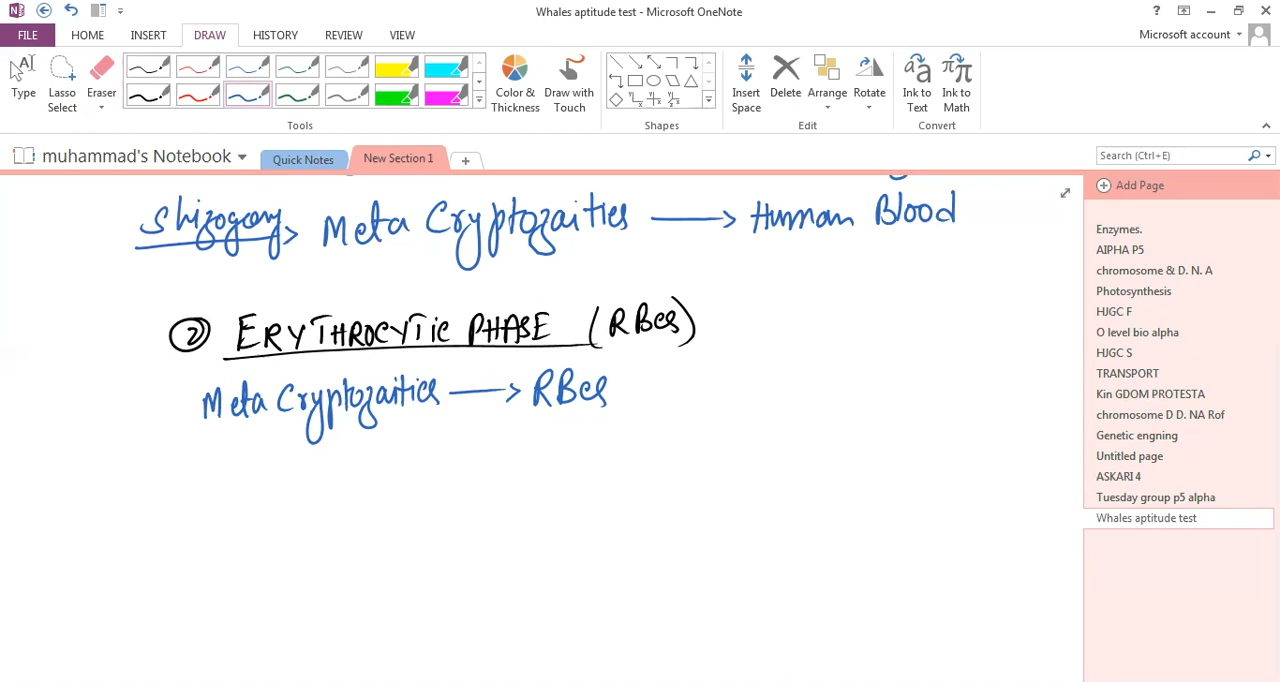 Whales aptitude test - Microsoft OneNote
FILE HOME INSERT DRAW HISTORY REVIEW VIEW
Microsoft account
Type
Lasso Select
Eraser
Color & Thickness
Draw with Touch
Insert Space
Delete
Arrange
Rotate
Ink to Text
Ink to Math
Tools
Shapes
Edit
Convert
muhammad's Notebook
Quick Notes
New Section 1
Search (Ctrl+E)
Add Page
Shizogony > Meta Cryptozaities → Human Blood
② ERYTHROCYTIC PHASE (RBCs)
Meta Cryptozaities → RBCs
Enzymes.
AlPHA P5
chromosome & D. N. A
Photosynthesis
HJGC F
O level bio alpha
HJGC S
TRANSPORT
Kin GDOM PROTESTA
chromosome D D. NA Rof
Genetic engning
Untitled page
ASKARI 4
Tuesday group p5 alpha
Whales aptitude test